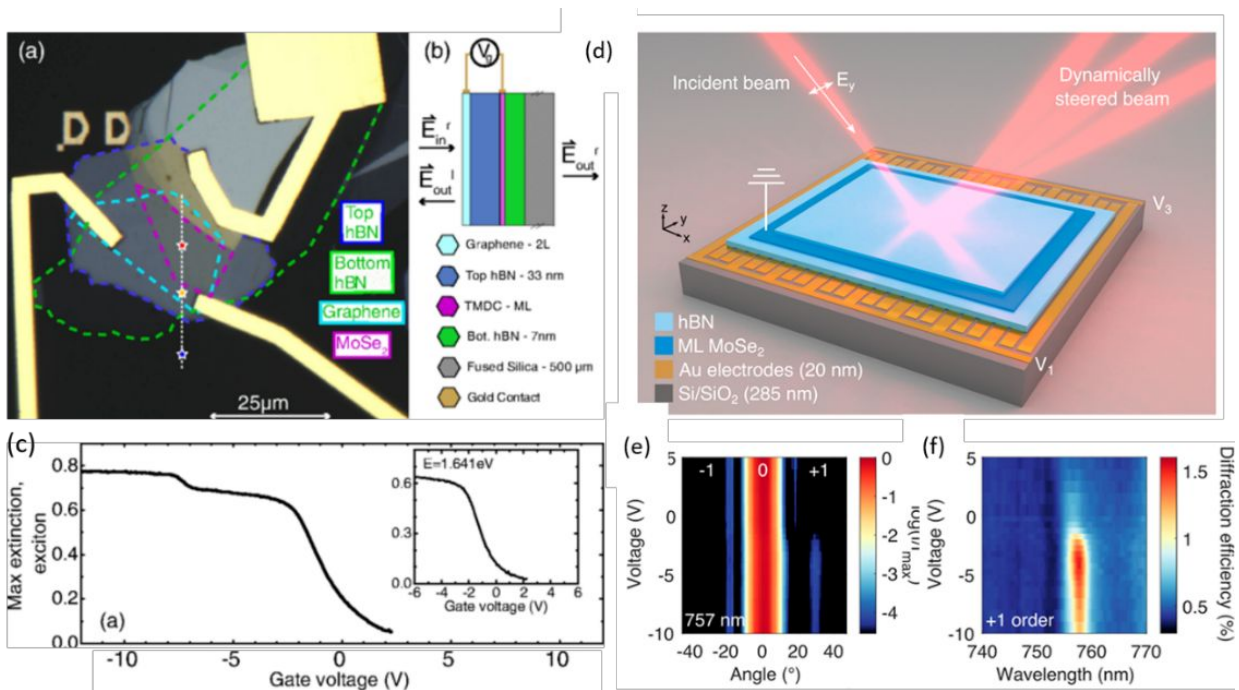 (a)
D D
Top
hBN
Bottom
hBN
Graphene
MoSe₂
25µm
(b)
V_g
E_in^r
E_out^l
E_out^r
Graphene - 2L
Top hBN - 33 nm
TMDC - ML
Bot. hBN - 7nm
Fused Silica - 500 µm
Gold Contact
(c)
Max extinction,
exciton
0.8
0.6
0.4
0.2
0.0
(a)
-10
-5
0
5
10
Gate voltage (V)
E=1.641eV
0.6
0.3
0.0
-6 -4 -2 0 2 4 6
Gate voltage (V)
(d)
Incident beam
E_y
Dynamically
steered beam
z
y
x
V₃
V₁
hBN
ML MoSe₂
Au electrodes (20 nm)
Si/SiO₂ (285 nm)
(e)
-1 0 +1
5
0
-5
-10
Voltage (V)
757 nm
-40 -20 0 20 40
Angle (°)
0
-1
-2
-3
-4
(f)
5
0
-5
-10
Voltage (V)
+1 order
740 750 760 770
Wavelength (nm)
1.5
1
0.5
Diffraction efficiency
(%)